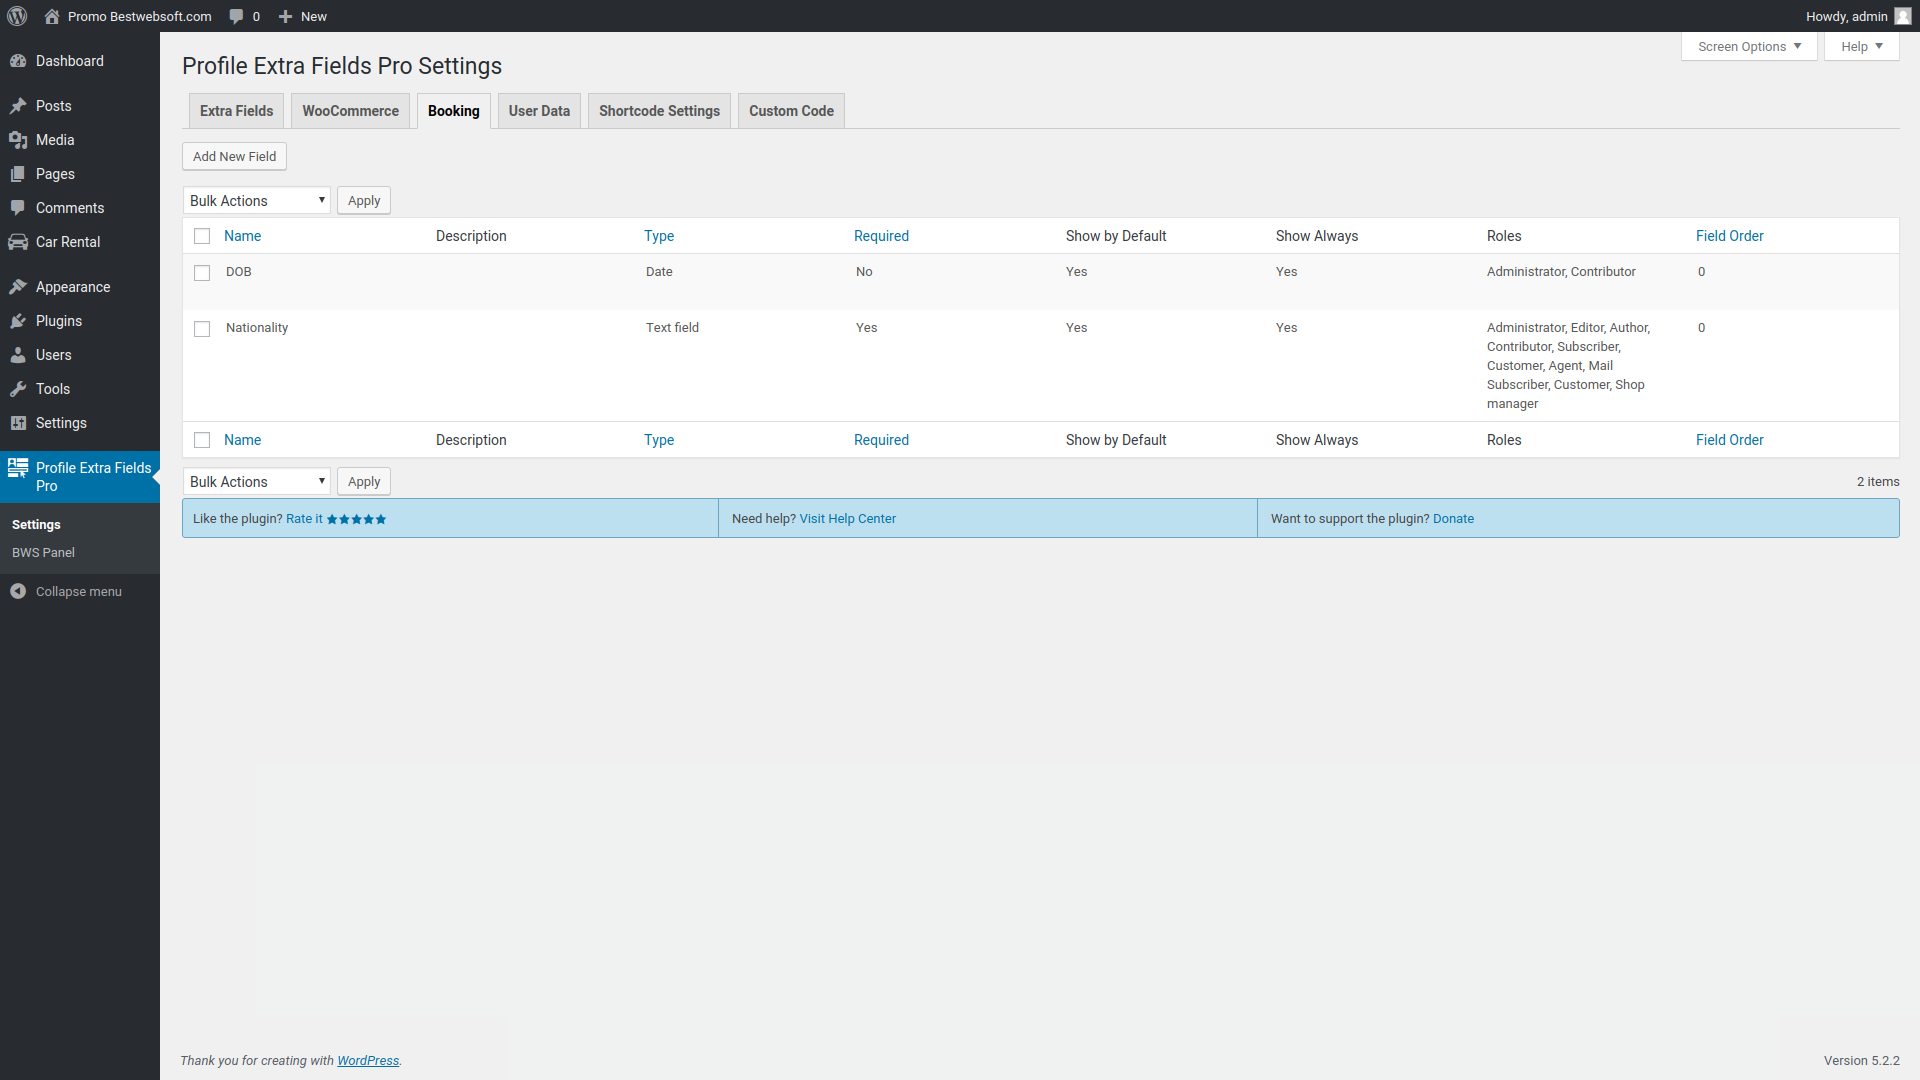 Promo Bestwebsoft.com 0 New Howdy, admin
Screen Options Help
Dashboard
Posts
Media
Pages
Comments
Car Rental
Appearance
Plugins
Users
Tools
Settings
Profile Extra Fields
Pro
Settings
BWS Panel
Collapse menu
Profile Extra Fields Pro Settings
Extra Fields WooCommerce Booking User Data Shortcode Settings Custom Code
Add New Field
Bulk Actions Apply
Name Description Type Required Show by Default Show Always Roles Field Order
DOB Date No Yes Yes Administrator, Contributor 0
Nationality Text field Yes Yes Yes Administrator, Editor, Author, 0
Contributor, Subscriber,
Customer, Agent, Mail
Subscriber, Customer, Shop
manager
Name Description Type Required Show by Default Show Always Roles Field Order
Bulk Actions Apply 2 items
Like the plugin? Rate it ★★★★★ Need help? Visit Help Center Want to support the plugin? Donate
Thank you for creating with WordPress. Version 5.2.2